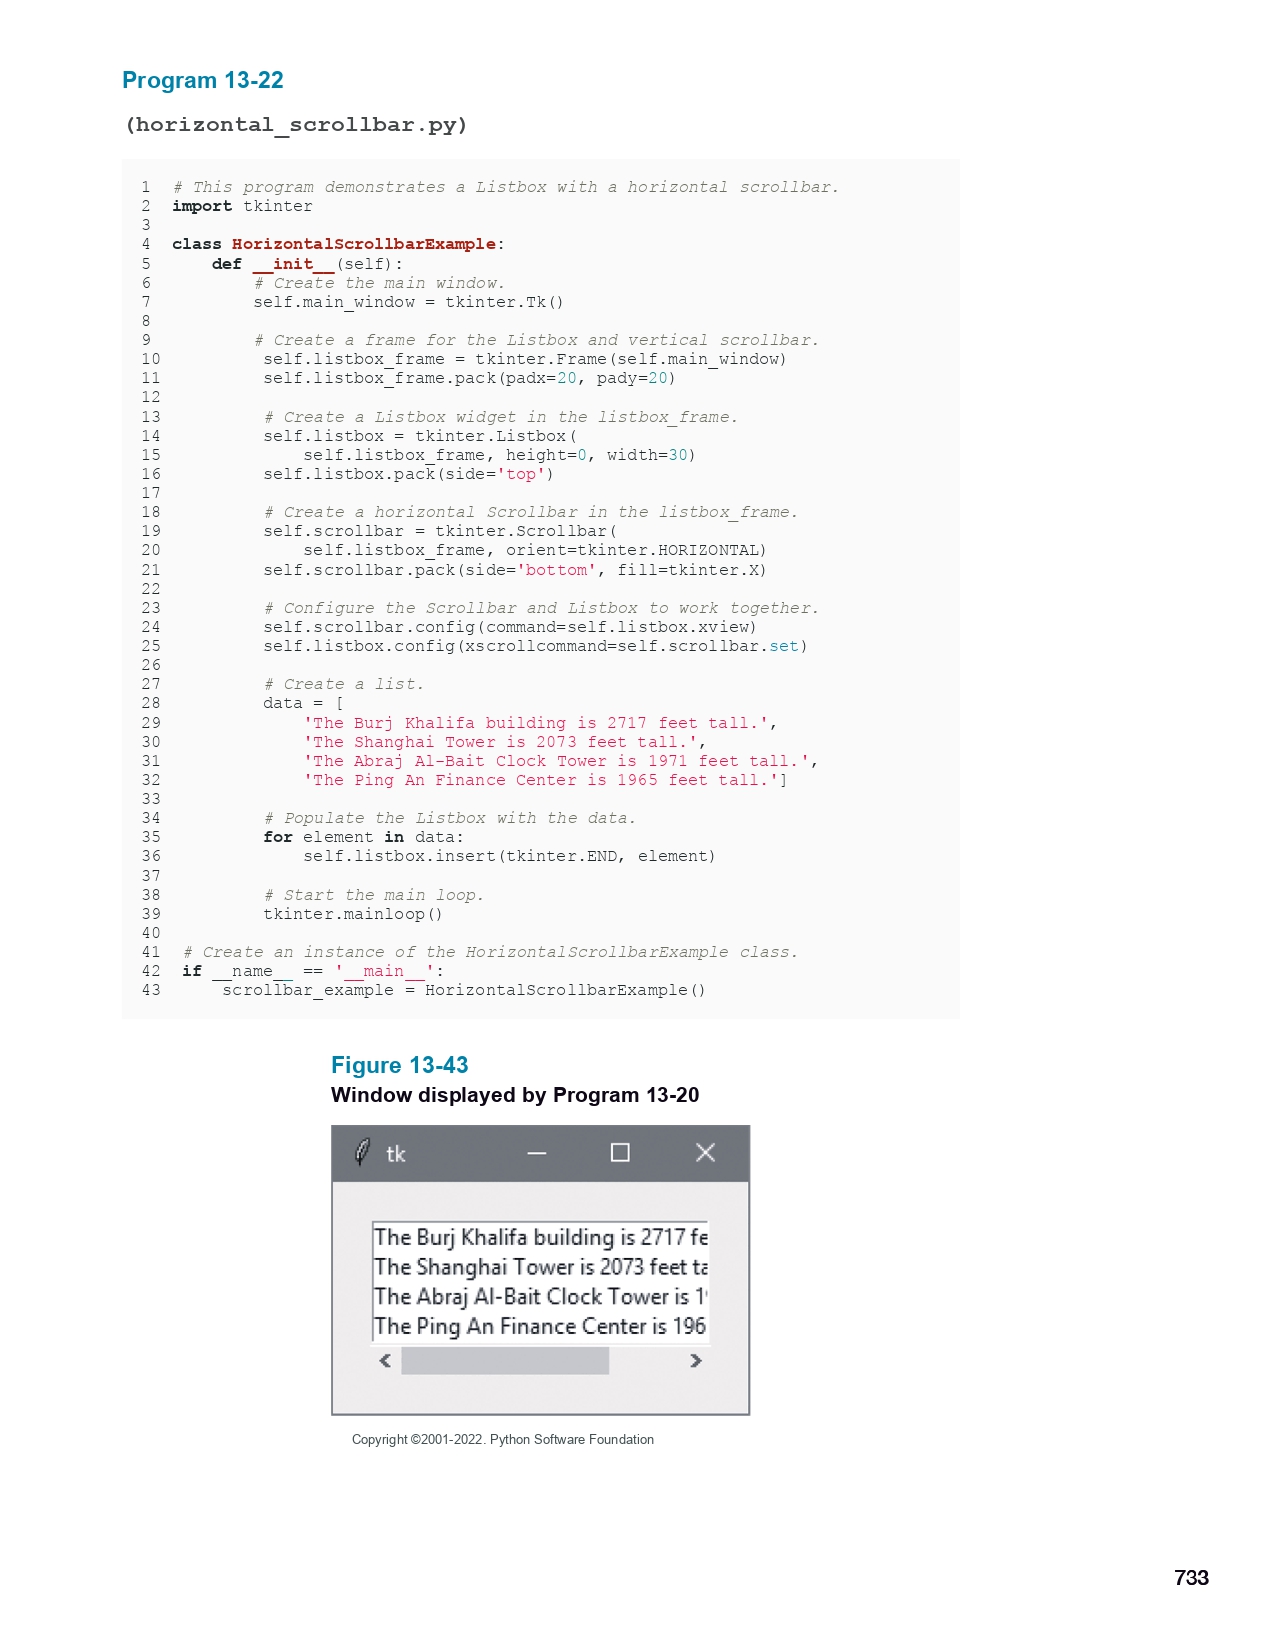 Program 13-22
(horizontal_scrollbar.py)
1  # This program demonstrates a Listbox with a horizontal scrollbar.
2  import tkinter
3
4  class HorizontalScrollbarExample:
5      def __init__(self):
6          # Create the main window.
7          self.main_window = tkinter.Tk()
8
9          # Create a frame for the Listbox and vertical scrollbar.
10          self.listbox_frame = tkinter.Frame(self.main_window)
11          self.listbox_frame.pack(padx=20, pady=20)
12
13          # Create a Listbox widget in the listbox_frame.
14          self.listbox = tkinter.Listbox(
15              self.listbox_frame, height=0, width=30)
16          self.listbox.pack(side='top')
17
18          # Create a horizontal Scrollbar in the listbox_frame.
19          self.scrollbar = tkinter.Scrollbar(
20              self.listbox_frame, orient=tkinter.HORIZONTAL)
21          self.scrollbar.pack(side='bottom', fill=tkinter.X)
22
23          # Configure the Scrollbar and Listbox to work together.
24          self.scrollbar.config(command=self.listbox.xview)
25          self.listbox.config(xscrollcommand=self.scrollbar.set)
26
27          # Create a list.
28          data = [
29              'The Burj Khalifa building is 2717 feet tall.',
30              'The Shanghai Tower is 2073 feet tall.',
31              'The Abraj Al-Bait Clock Tower is 1971 feet tall.',
32              'The Ping An Finance Center is 1965 feet tall.']
33
34          # Populate the Listbox with the data.
35          for element in data:
36              self.listbox.insert(tkinter.END, element)
37
38          # Start the main loop.
39          tkinter.mainloop()
40
41  # Create an instance of the HorizontalScrollbarExample class.
42  if __name__ == '__main__':
43      scrollbar_example = HorizontalScrollbarExample()
Figure 13-43
Window displayed by Program 13-20
tk
The Burj Khalifa building is 2717 fe
The Shanghai Tower is 2073 feet ta
The Abraj Al-Bait Clock Tower is 1
The Ping An Finance Center is 196
Copyright ©2001-2022. Python Software Foundation
733